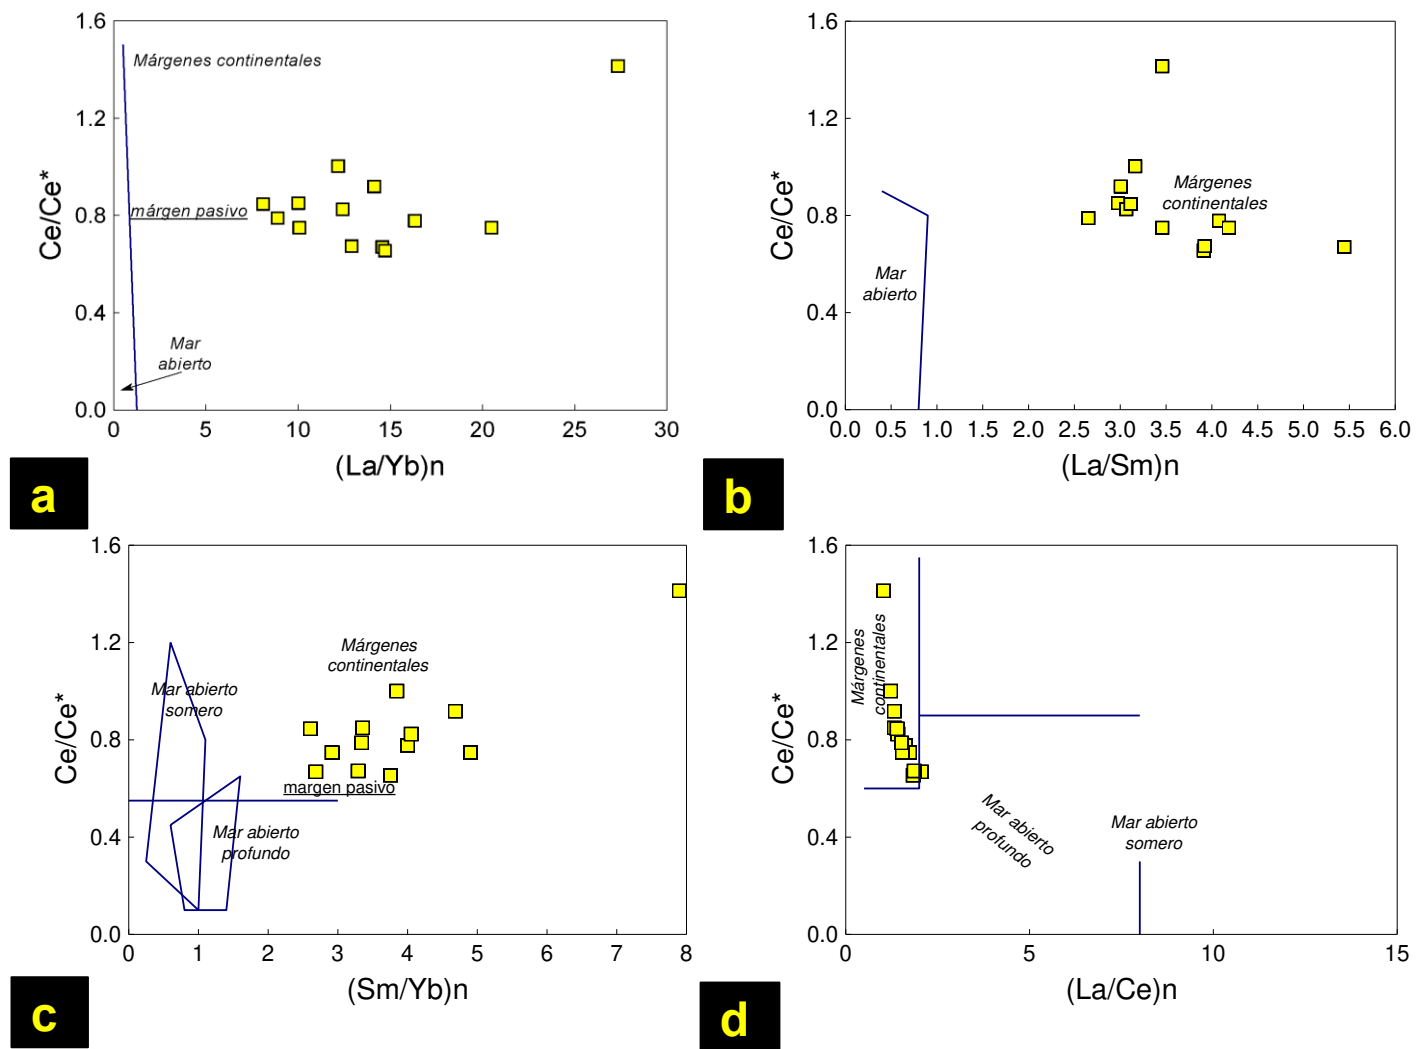 1.6
Márgenes continentales
1.2
Ce/Ce*
0.8
márgen pasivo
0.4
Mar
abierto
0.0
0 5 10 15 20 25 30
(La/Yb)n
a
1.6
1.2
Ce/Ce*
Márgenes
continentales
0.8
Mar
abierto
0.4
0.0
0.0 0.5 1.0 1.5 2.0 2.5 3.0 3.5 4.0 4.5 5.0 5.5 6.0
(La/Sm)n
b
1.6
1.2
Márgenes
continentales
Ce/Ce*
Mar abierto
somero
0.8
margen pasivo
Mar abierto
profundo
0.4
0.0
0 1 2 3 4 5 6 7 8
(Sm/Yb)n
c
1.6
1.2
Márgenes
continentales
Ce/Ce*
0.8
Mar abierto
profundo
Mar abierto
somero
0.4
0.0
0 5 10 15
(La/Ce)n
d